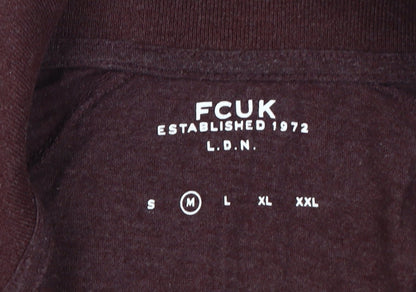 FCUK
ESTABLISHED 1972
L.D.N.
S M L XL XXL